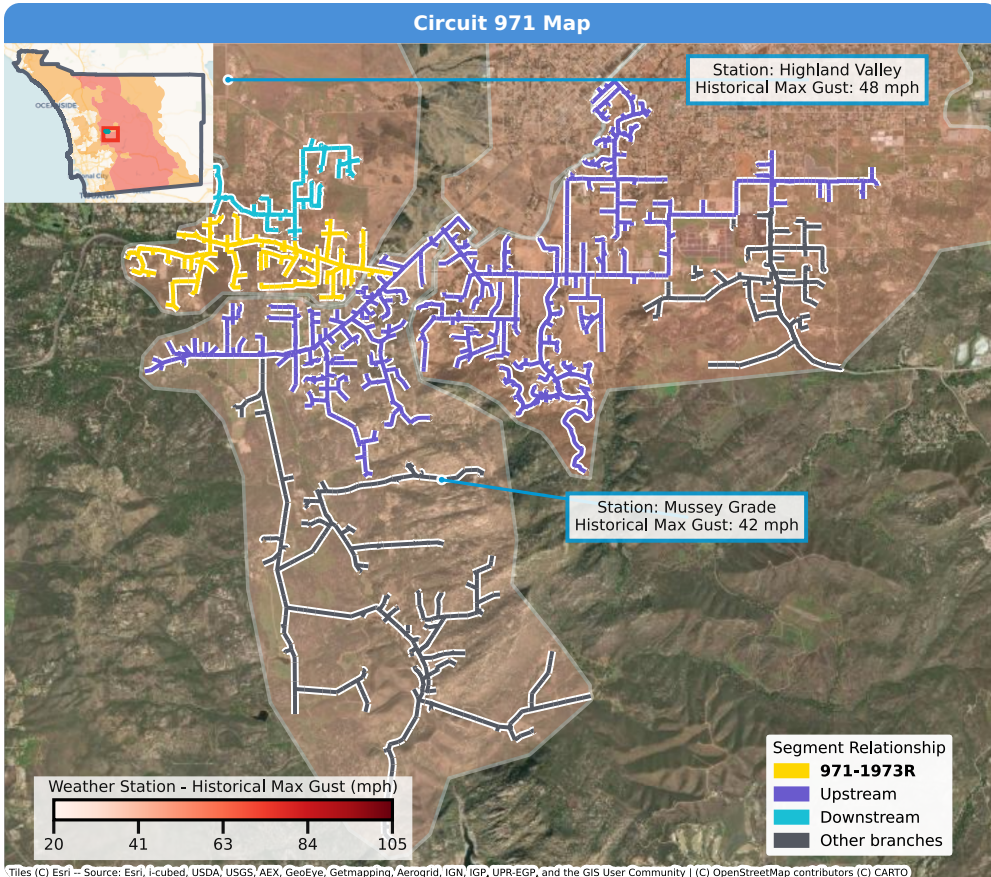 Circuit 971 Map
Station: Highland Valley
Historical Max Gust: 48 mph
OCEANSIDE
onal City
TIJUANA
Station: Mussey Grade
Historical Max Gust: 42 mph
Segment Relationship
971-1973R
Upstream
Downstream
Other branches
Weather Station - Historical Max Gust (mph)
20 41 63 84 105
Tiles (C) Esri -- Source: Esri, i-cubed, USDA, USGS, AEX, GeoEye, Getmapping, Aerogrid, IGN, IGP, UPR-EGP, and the GIS User Community | (C) OpenStreetMap contributors (C) CARTO